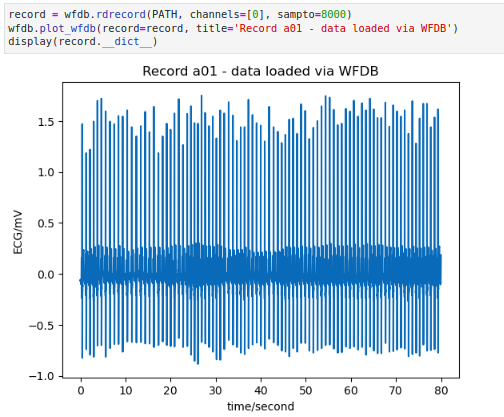 record = wfdb.rdrecord(PATH, channels=[0], sampto=8000)
wfdb.plot_wfdb(record=record, title='Record a01 - data loaded via WFDB')
display(record.__dict__)
Record a01 - data loaded via WFDB
ECG/mV
1.5
1.0
0.5
0.0
−0.5
−1.0
0 10 20 30 40 50 60 70 80
time/second